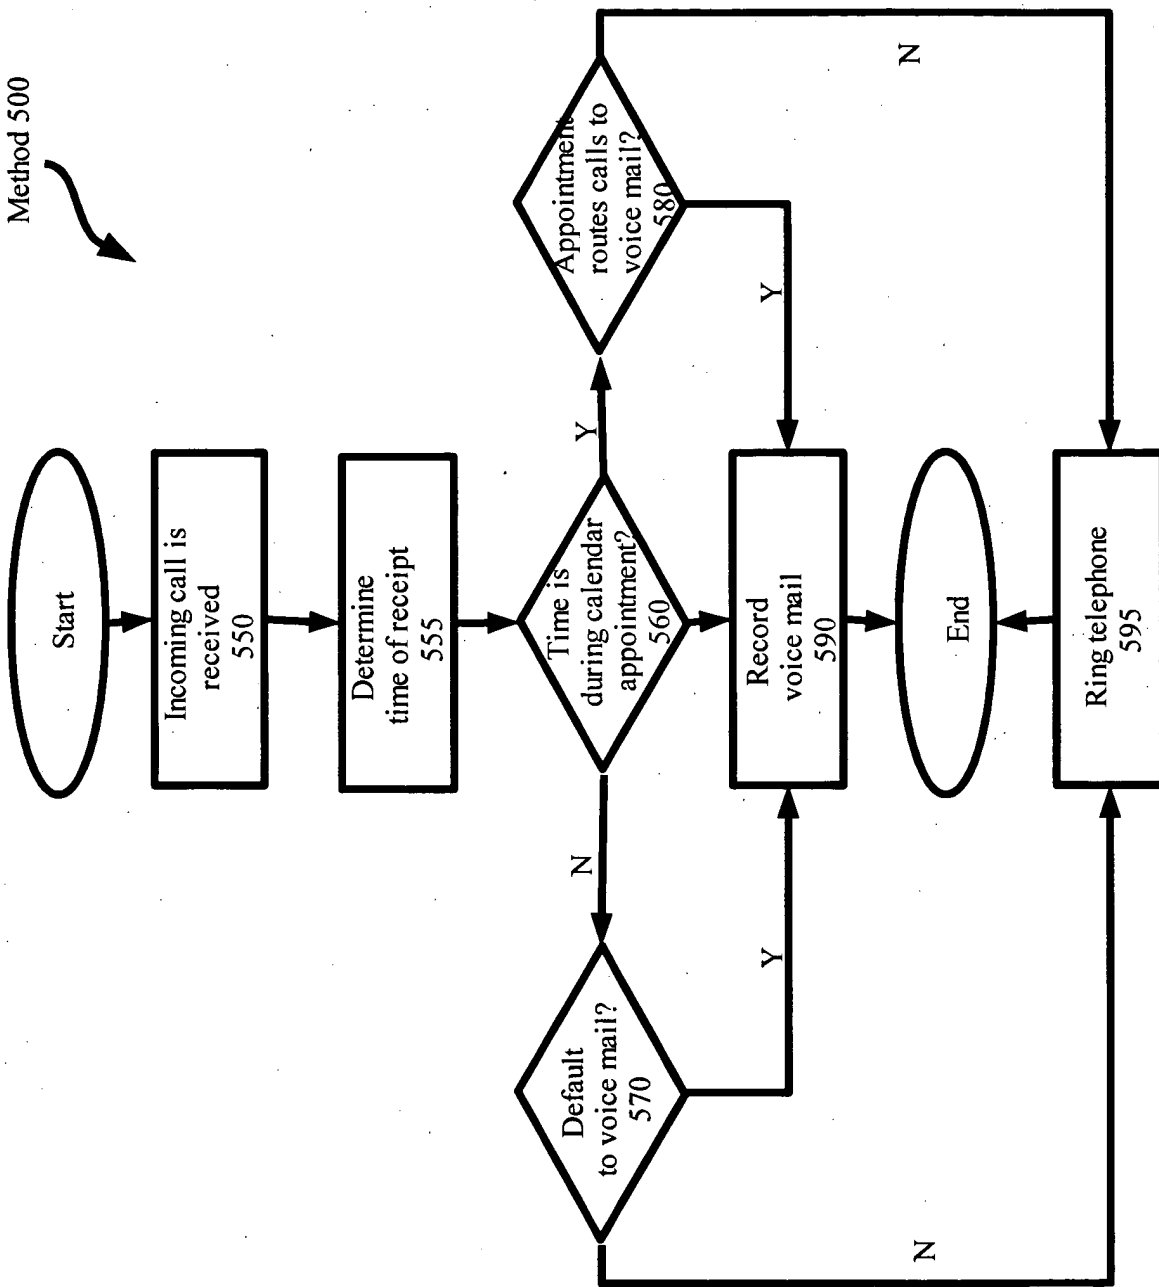 Method 500
Start
Incoming call is
received
550
Determine
time of receipt
555
Time is
during calendar
appointment?
560
N
Y
Default
to voice mail?
570
Appointment
routes calls to
voice mail?
580
Y
Y
Record
voice mail
590
N
N
End
Ring telephone
595